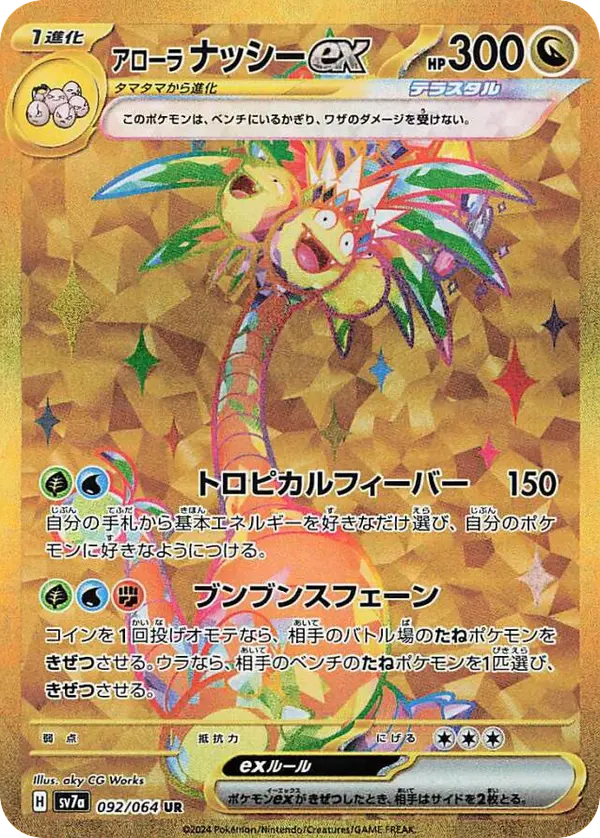 1進化
アローラ ナッシーex
HP 300
タマタマから進化
テラスタル
このポケモンは、ベンチにいるかぎり、ワザのダメージを受けない。
トロピカルフィーバー 150
自分の手札から基本エネルギーを好きなだけ選び、自分のポケ
モンに好きなようにつける。
ブンブンスフェーン
コインを1回投げオモテなら、相手のバトル場のたねポケモンを
きぜつさせる。ウラなら、相手のベンチのたねポケモンを1匹選び、
きぜつさせる。
弱点 抵抗力 にげる
exルール
ポケモンexがきぜつしたとき、相手はサイドを2枚とる。
Illus. aky CG Works
H sv7a 092/064 UR
©2024 Pokémon/Nintendo/Creatures/GAME FREAK.